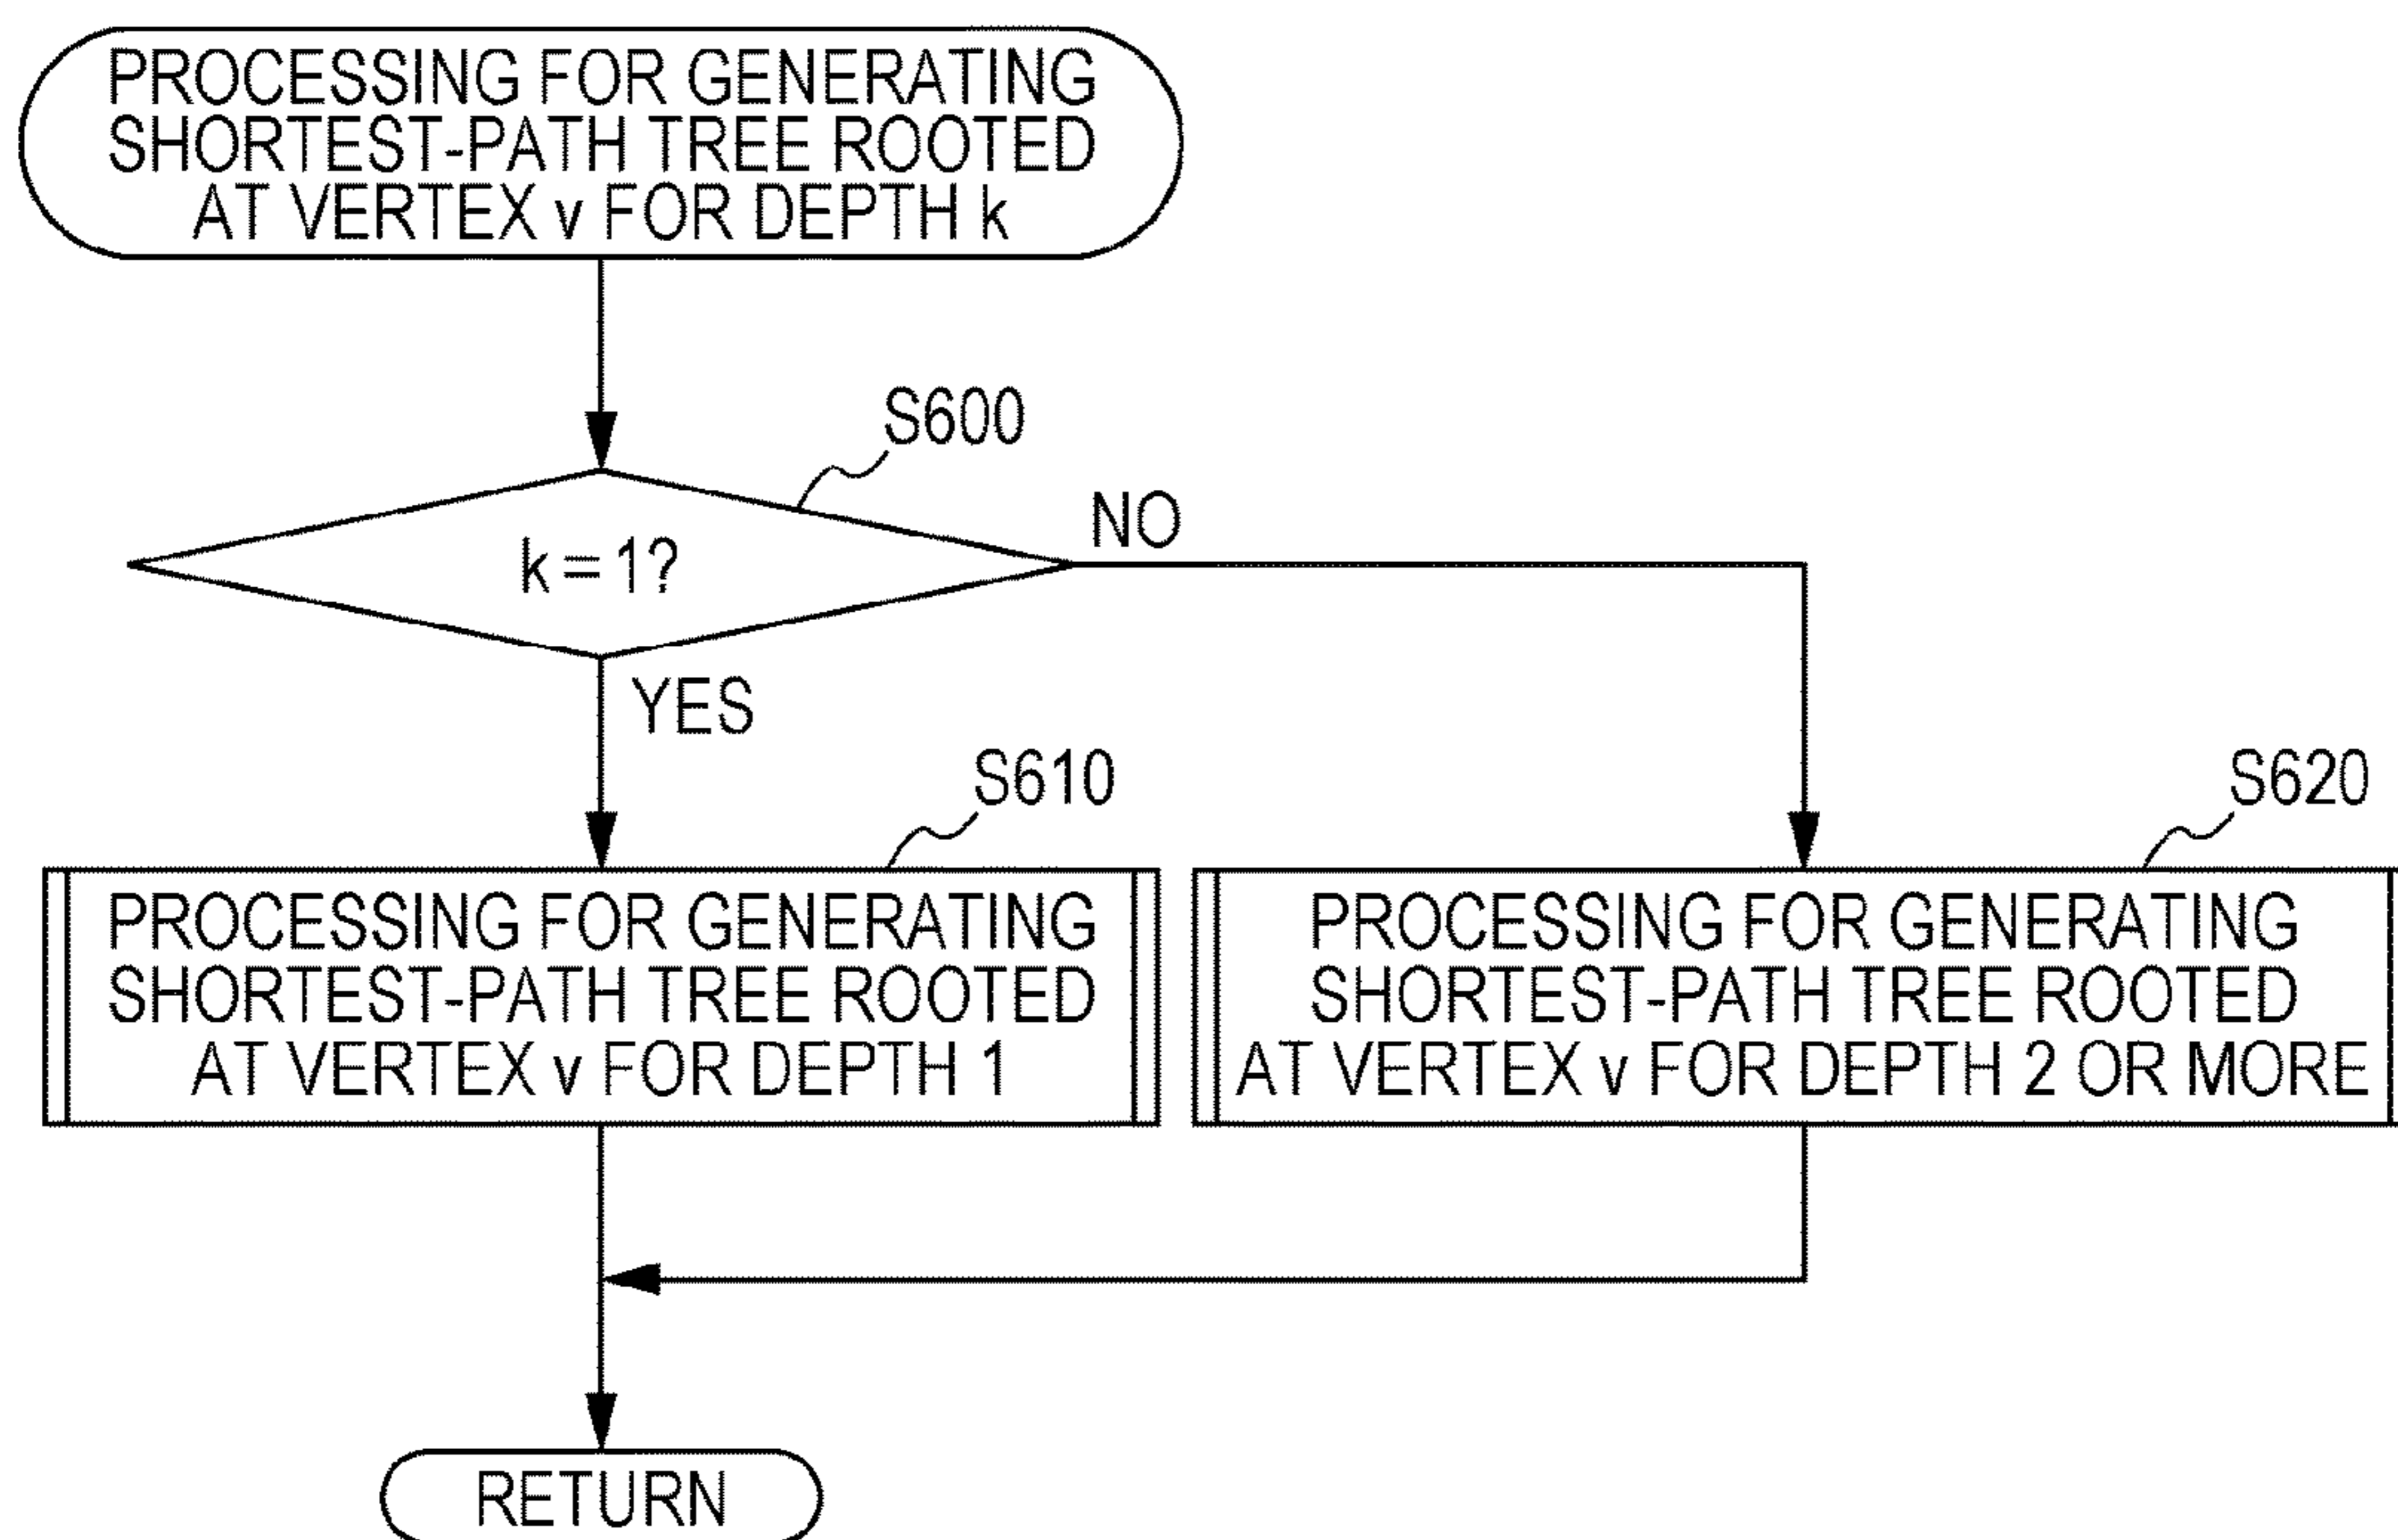 PROCESSING FOR GENERATING
SHORTEST-PATH TREE ROOTED
AT VERTEX v FOR DEPTH k
S600
k = 1?
NO
YES
S610
PROCESSING FOR GENERATING
SHORTEST-PATH TREE ROOTED
AT VERTEX v FOR DEPTH 1
S620
PROCESSING FOR GENERATING
SHORTEST-PATH TREE ROOTED
AT VERTEX v FOR DEPTH 2 OR MORE
RETURN